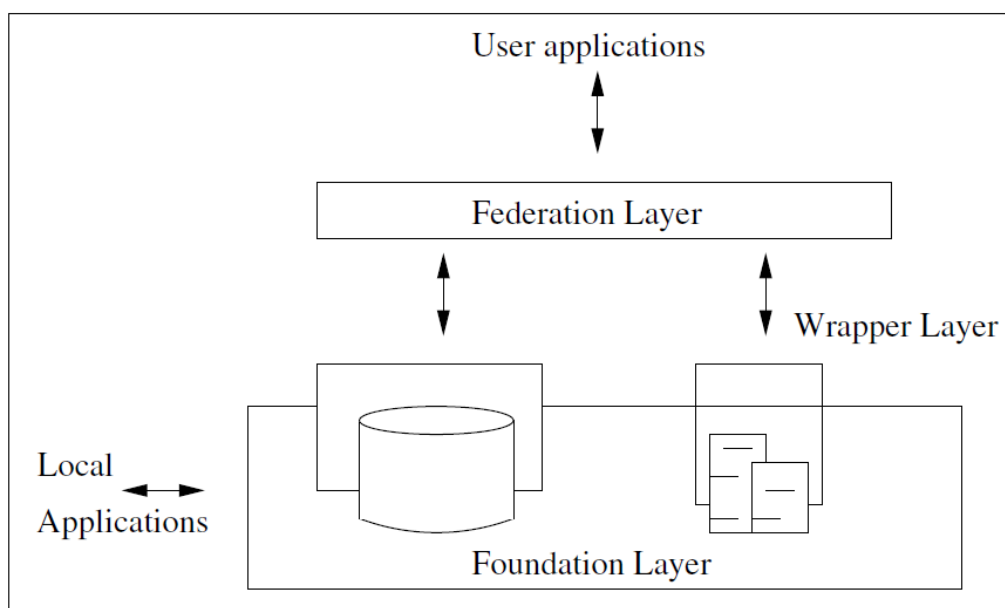 User applications
Federation Layer
Wrapper Layer
Local
Applications
Foundation Layer